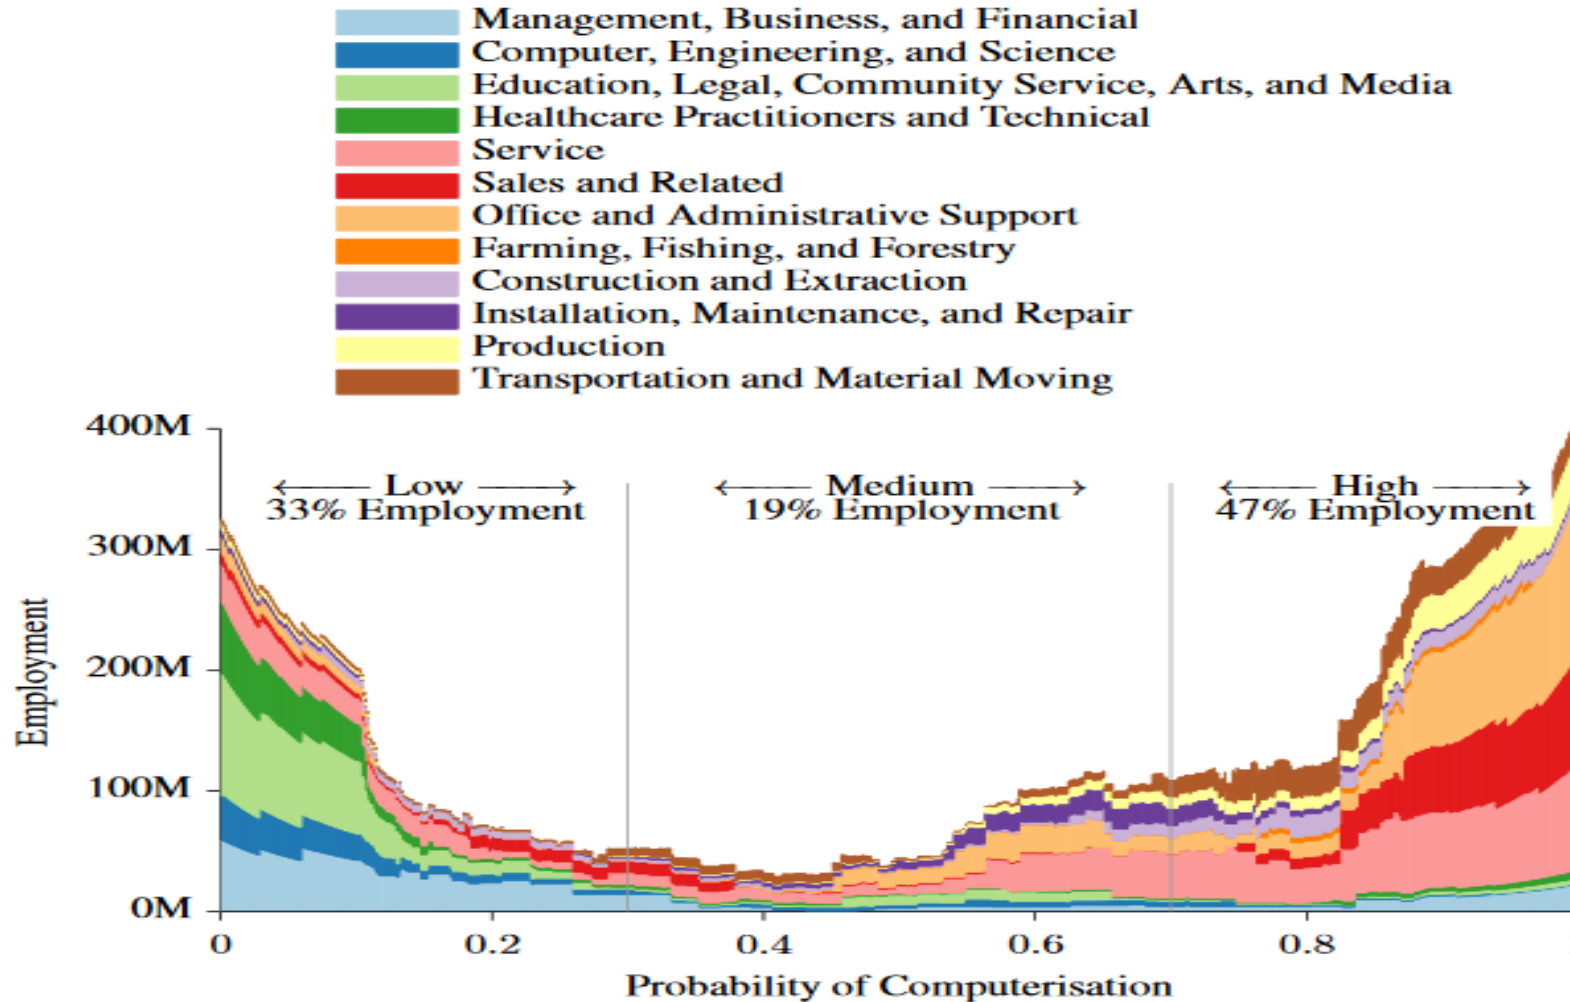 Management, Business, and Financial
Computer, Engineering, and Science
Education, Legal, Community Service, Arts, and Media
Healthcare Practitioners and Technical
Service
Sales and Related
Office and Administrative Support
Farming, Fishing, and Forestry
Construction and Extraction
Installation, Maintenance, and Repair
Production
Transportation and Material Moving
400M
Low
Medium
High
33% Employment
19% Employment
47% Employment
300M
200M
100M
0M
Employment
0
0.2
0.4
0.6
0.8
Probability of Computerisation